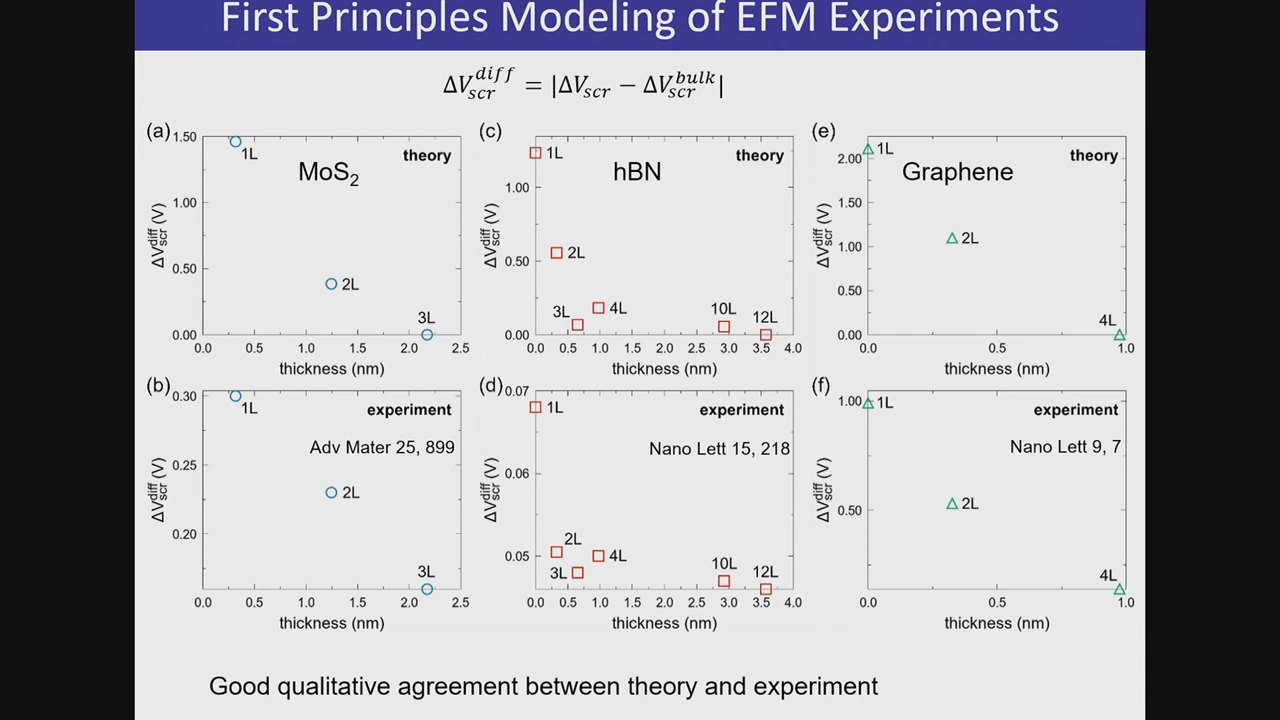 First Principles Modeling of EFM Experiments
ΔV_scr^diff = |ΔV_scr − ΔV_scr^bulk|
(a)
1.50
1.00
0.50
0.00
ΔV_scr^diff (V)
1L
theory
MoS₂
2L
3L
0.0 0.5 1.0 1.5 2.0 2.5
thickness (nm)
(c)
1.00
0.50
0.00
ΔV_scr^diff (V)
1L
theory
hBN
2L
3L
4L
10L
12L
0.0 0.5 1.0 1.5 2.0 2.5 3.0 3.5 4.0
thickness (nm)
(e)
2.00
1.50
1.00
0.50
0.00
ΔV_scr^diff (V)
1L
theory
Graphene
2L
4L
0.0 0.5 1.0
thickness (nm)
(b)
0.30
0.25
0.20
ΔV_scr^diff (V)
1L
experiment
Adv Mater 25, 899
2L
3L
0.0 0.5 1.0 1.5 2.0 2.5
thickness (nm)
(d)
0.07
0.06
0.05
ΔV_scr^diff (V)
1L
experiment
Nano Lett 15, 218
2L
3L
4L
10L
12L
0.0 0.5 1.0 1.5 2.0 2.5 3.0 3.5 4.0
thickness (nm)
(f)
1.00
0.50
ΔV_scr^diff (V)
1L
experiment
Nano Lett 9, 7
2L
4L
0.0 0.5 1.0
thickness (nm)
Good qualitative agreement between theory and experiment